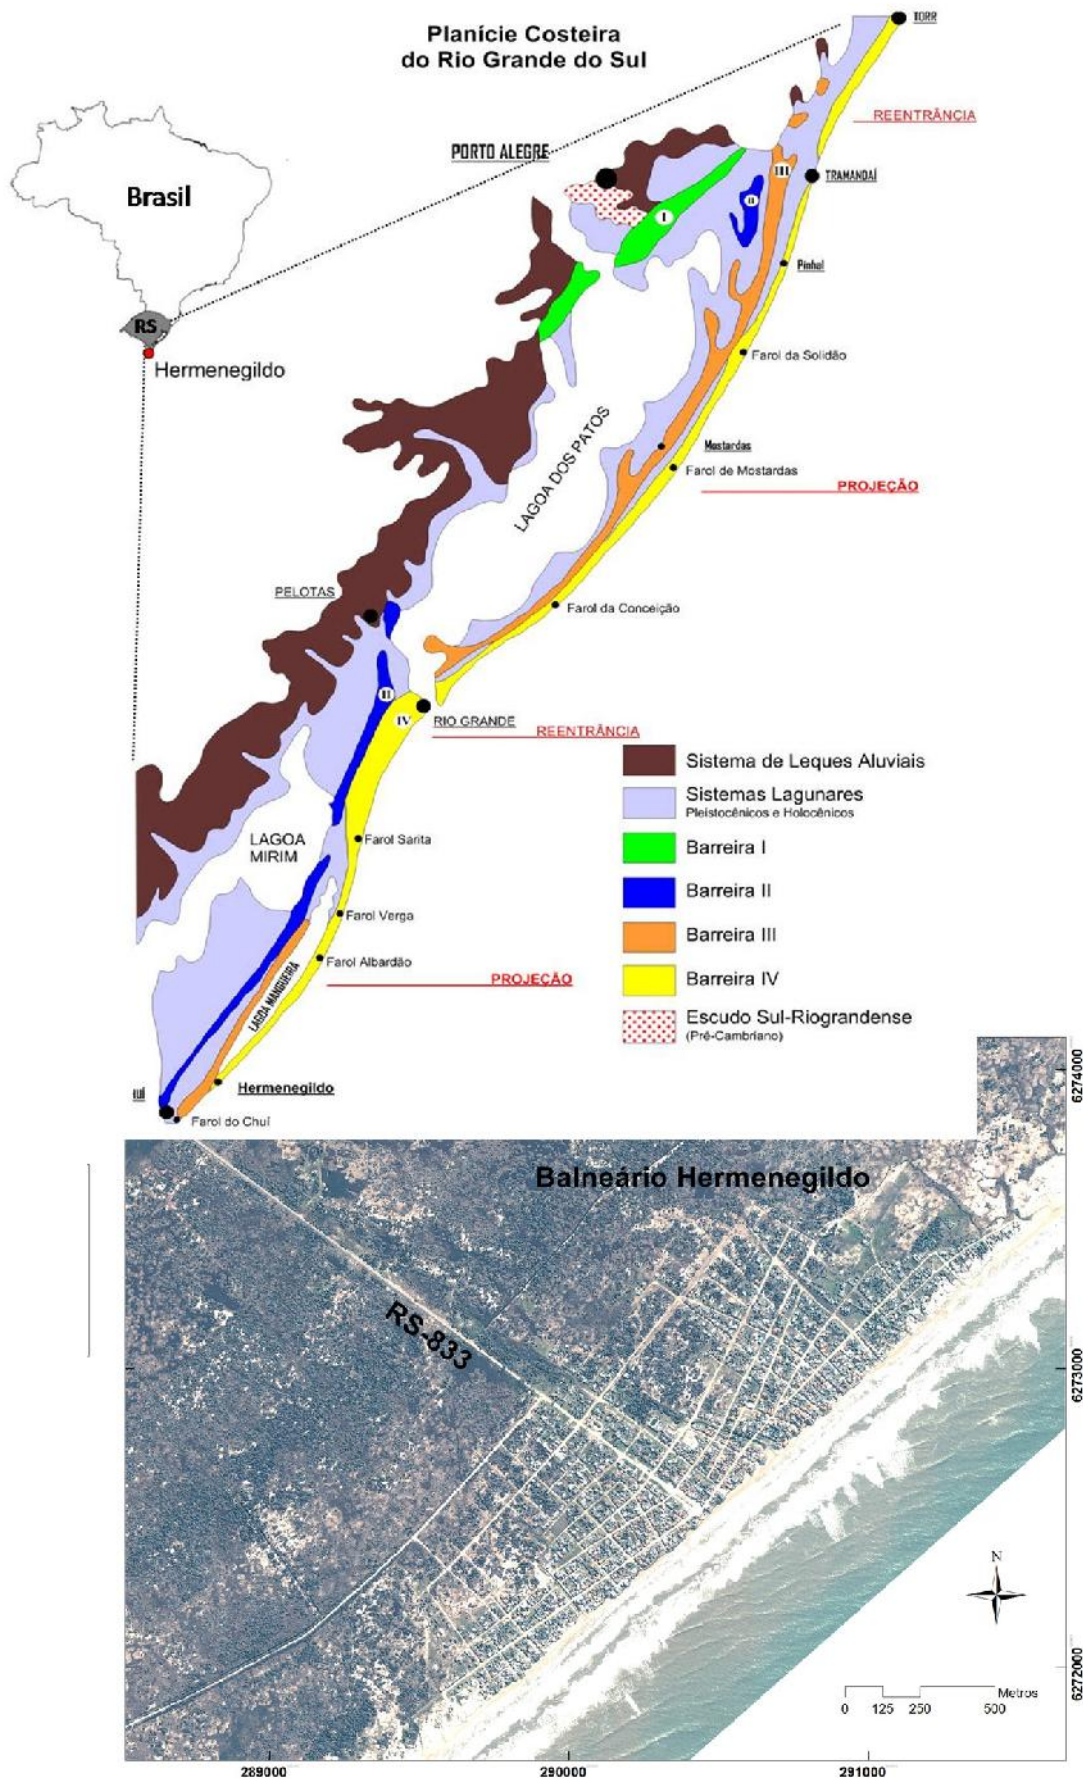 Planície Costeira
do Rio Grande do Sul
TORR
REENTRÂNCIA
PORTO ALEGRE
III
TRAMANDAÍ
Brasil
II
I
Pinhal
RS
Hermenegildo
Farol da Solidão
LAGOA DOS PATOS
Mostardas
Farol de Mostardas
PROJEÇÃO
PELOTAS
Farol da Conceição
II
IV
RIO GRANDE
REENTRÂNCIA
Sistema de Leques Aluviais
Sistemas Lagunares
Pleistocênicos e Holocênicos
LAGOA
MIRIM
Farol Sarita
Barreira I
Barreira II
Farol Verga
Barreira III
Farol Albardão
LAGOA MANGUEIRA
PROJEÇÃO
Barreira IV
Escudo Sul-Riograndense
(Pré-Cambriano)
Hermenegildo
uí
Farol do Chuí
6274000
Balneário Hermenegildo
RS-833
6273000
N
6272000
Metros
0 125 250 500
289000 290000 291000